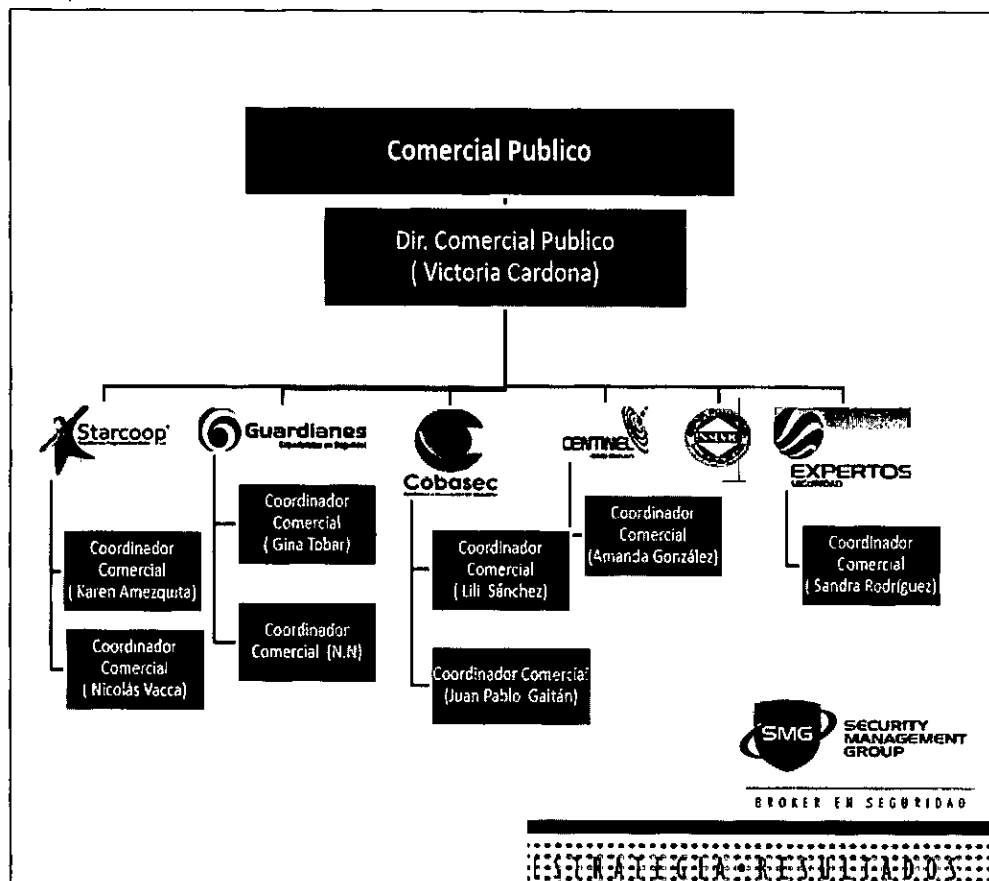 Comercial Publico
Dir. Comercial Publico
( Victoria Cardona)
Starcoop
Guardianes
Cobasec
CENTINEL
EXPERTOS
SEGURIDAD
Coordinador
Comercial
( Karen Amezquita)
Coordinador
Comercial
( Nicolás Vacca)
Coordinador
Comercial
( Gina Tobar)
Coordinador
Comercial (N.N)
Coordinador
Comercial
( Lili Sánchez)
Coordinador Comercial
(Juan Pablo Gaitán)
Coordinador
Comercial
(Amanda González)
Coordinador
Comercial
( Sandra Rodríguez)
SMG
SECURITY
MANAGEMENT
GROUP
BROKER EN SEGURIDAD
ESTRATEGIA RESULTADOS